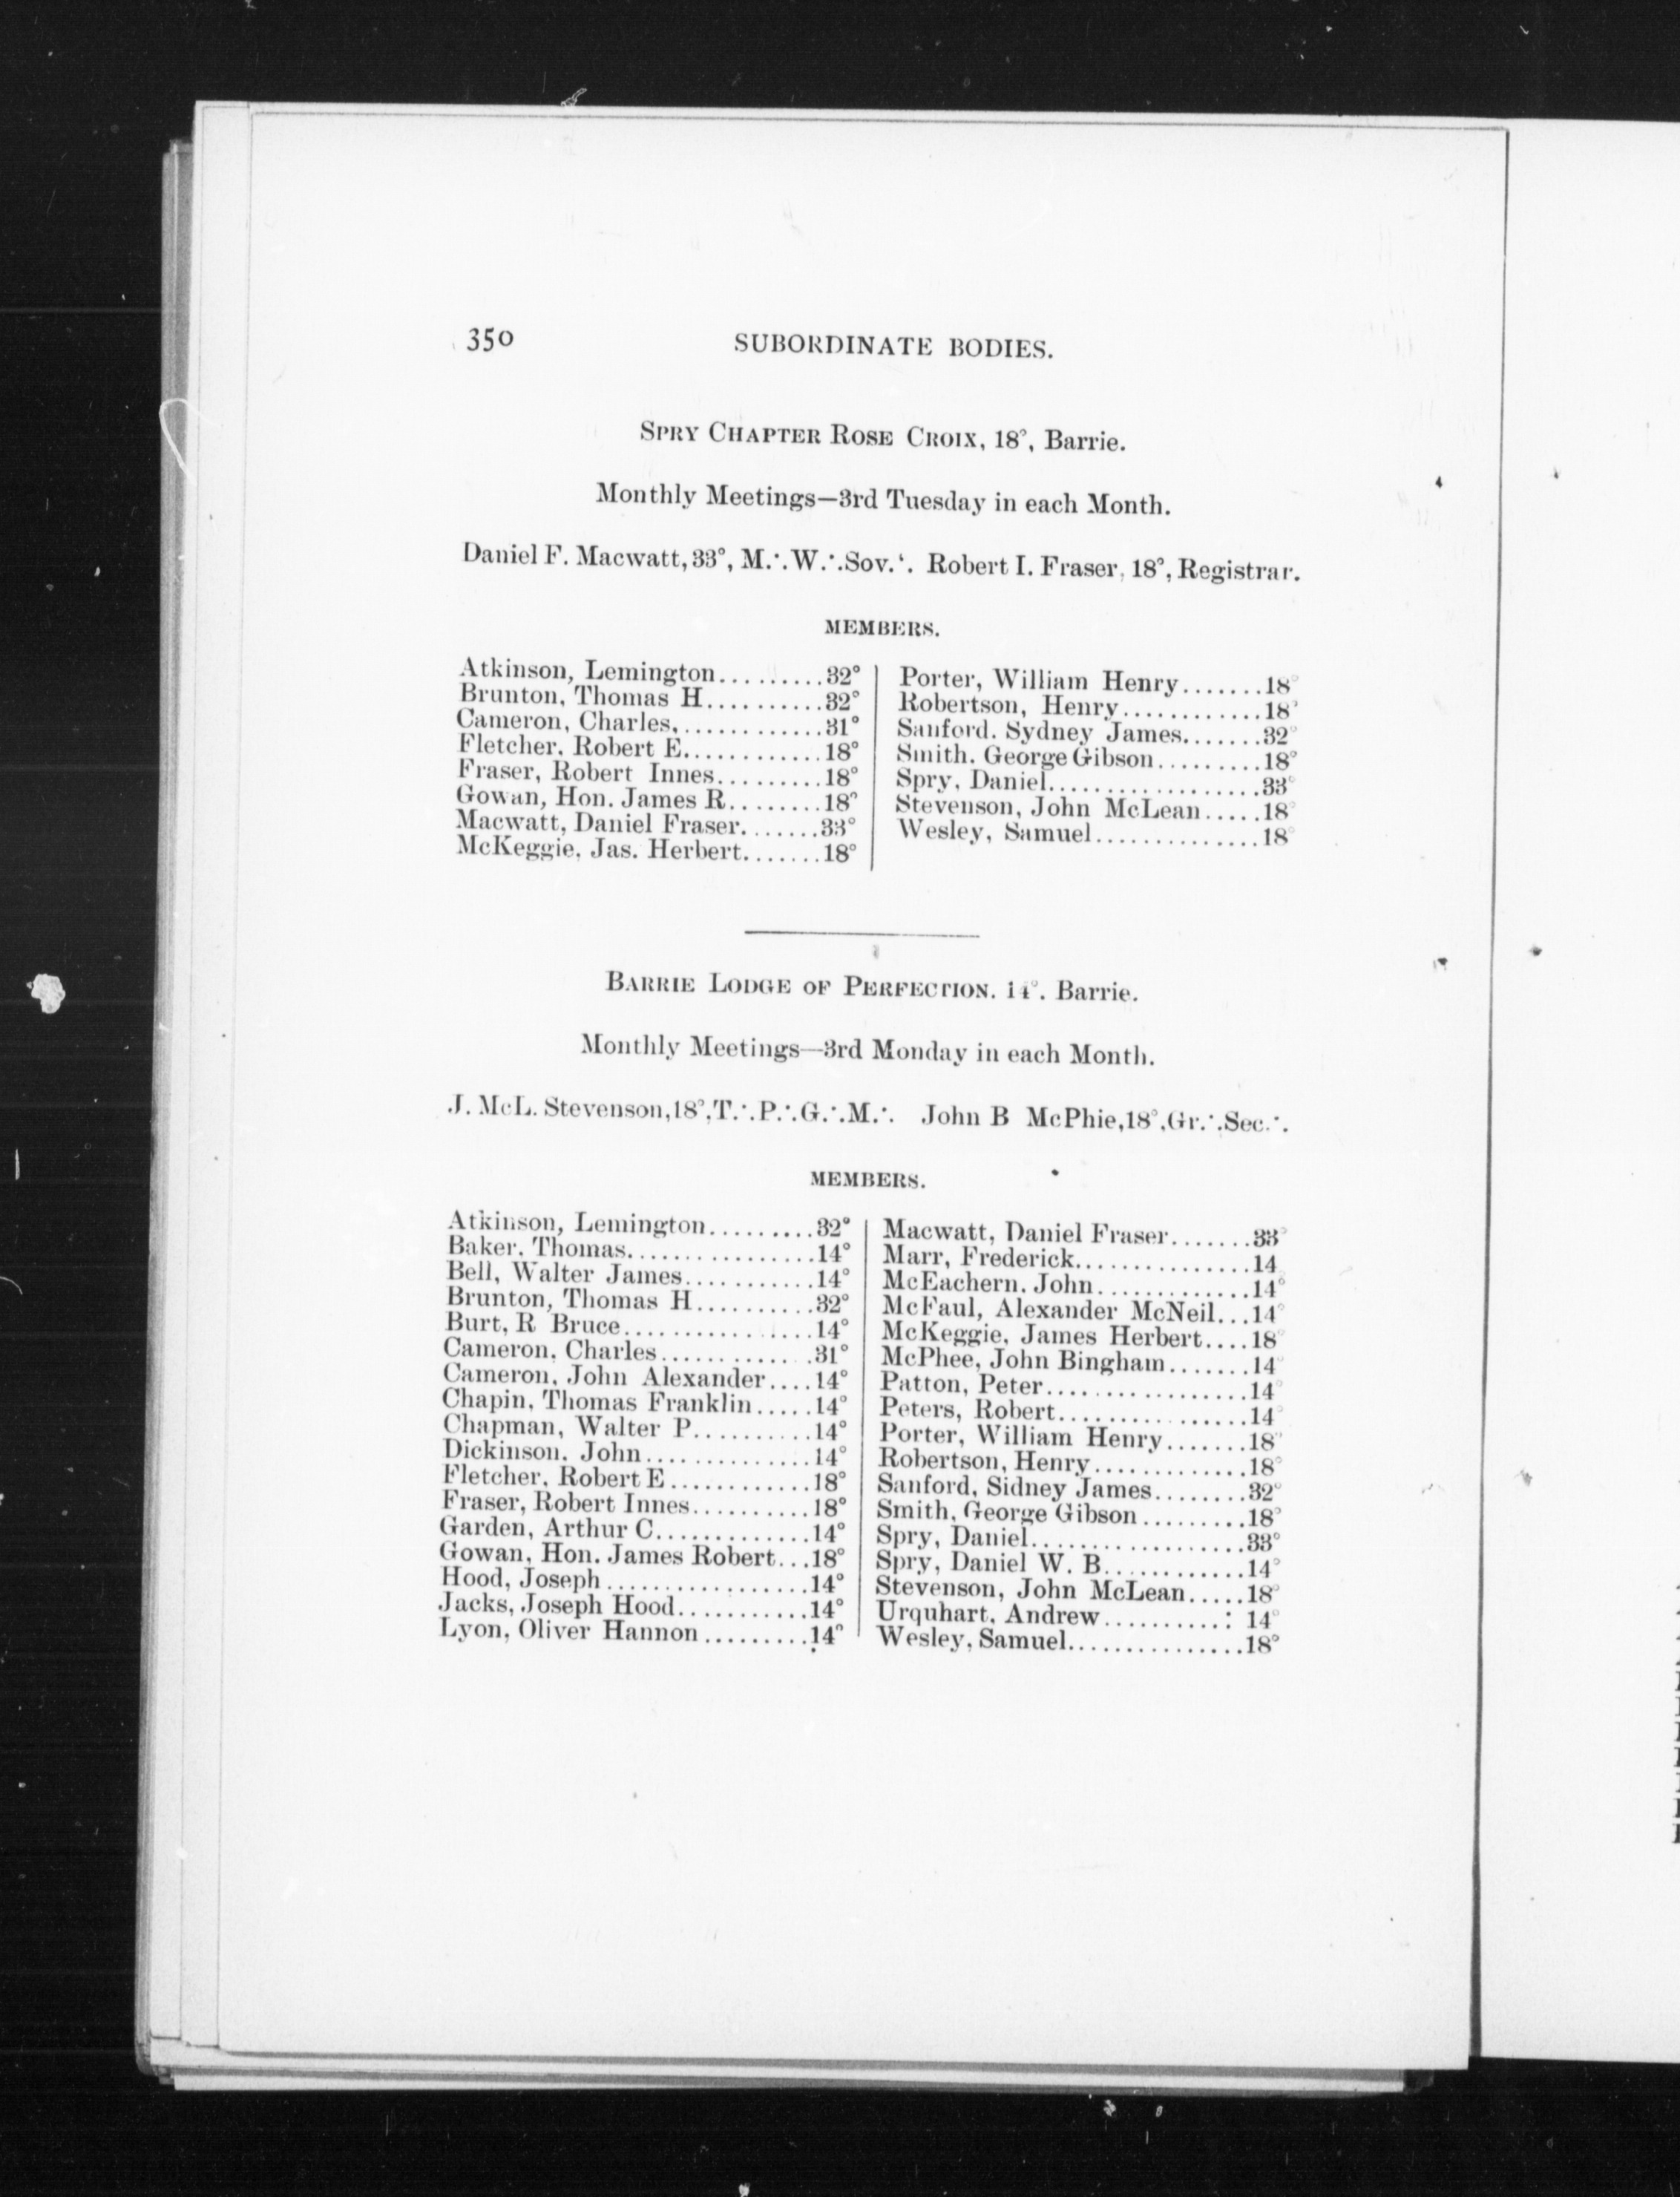 350 SUBORDINATE BODIES.
SPRY CHAPTER ROSE CROIX, 18°, Barrie.
Monthly Meetings—3rd Tuesday in each Month.
Daniel F. Macwatt, 33°, M.∴W.∴Sov.∴ Robert I. Fraser, 18°, Registrar.
MEMBERS.
Atkinson, Lemington..........32°
Brunton, Thomas H..........32°
Cameron, Charles,.............31°
Fletcher. Robert E............18°
Fraser, Robert Innes.........18°
Gowan, Hon. James R........18°
Macwatt, Daniel Fraser.......33°
McKeggie. Jas. Herbert.......18°
Porter, William Henry.......18°
Robertson, Henry............18°
Sanford. Sydney James.......32°
Smith. George Gibson.........18°
Spry, Daniel..................33°
Stevenson, John McLean.....18°
Wesley, Samuel..............18°
BARRIE LODGE OF PERFECTION. 14°. Barrie.
Monthly Meetings—3rd Monday in each Month.
J. McL. Stevenson, 18°, T.∴P.∴G.∴M.∴ John B McPhie, 18°, Gr.∴Sec.∴
MEMBERS.
Atkinson, Lemington.........32°
Baker. Thomas................14°
Bell, Walter James...........14°
Brunton, Thomas H..........32°
Burt, R Bruce................14°
Cameron. Charles.............31°
Cameron, John Alexander....14°
Chapin, Thomas Franklin.....14°
Chapman, Walter P..........14°
Dickinson. John..............14°
Fletcher, Robert E............18°
Fraser, Robert Innes..........18°
Garden, Arthur C.............14°
Gowan, Hon. James Robert...18°
Hood, Joseph.................14°
Jacks, Joseph Hood...........14°
Lyon, Oliver Hannon.........14°
Macwatt, Daniel Fraser.......33°
Marr, Frederick...............14
McEachern. John.............14°
McFaul, Alexander McNeil...14°
McKeggie, James Herbert....18°
McPhee, John Bingham.......14°
Patton, Peter.................14°
Peters, Robert................14°
Porter, William Henry.......18°
Robertson, Henry.............18°
Sanford, Sidney James........32°
Smith, George Gibson.........18°
Spry, Daniel..................33°
Spry, Daniel W. B............14°
Stevenson, John McLean.....18°
Urquhart, Andrew..........: 14°
Wesley, Samuel...............18°